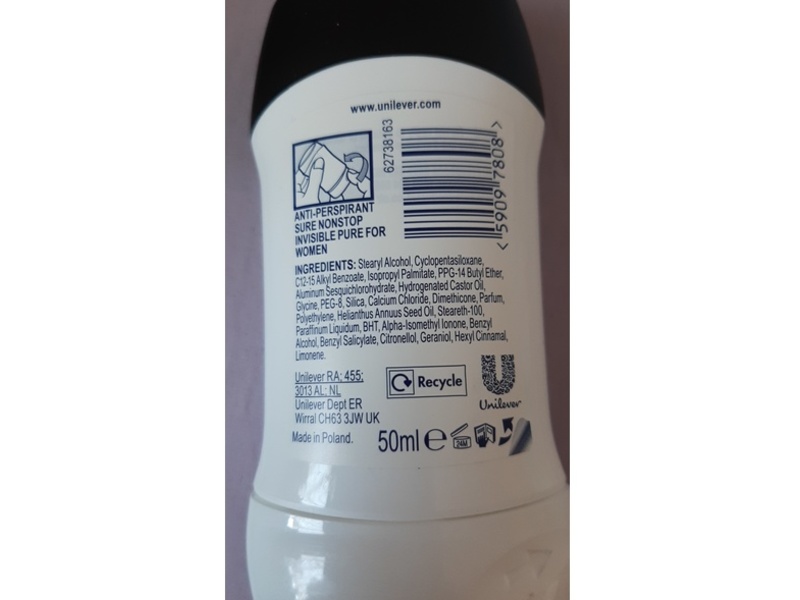 www.unilever.com
62738163
< 5909 7808 >
ANTI-PERSPIRANT
SURE NONSTOP
INVISIBLE PURE FOR
WOMEN
INGREDIENTS: Stearyl Alcohol, Cyclopentasiloxane,
C12-15 Alkyl Benzoate, Isopropyl Palmitate, PPG-14 Butyl Ether,
Aluminum Sesquichlorohydrate, Hydrogenated Castor Oil,
Glycine, PEG-8, Silica, Calcium Chloride, Dimethicone, Parfum,
Polyethylene, Helianthus Annuus Seed Oil, Steareth-100,
Paraffinum Liquidum, BHT, Alpha-Isomethyl Ionone, Benzyl
Alcohol, Benzyl Salicylate, Citronellol, Geraniol, Hexyl Cinnamal,
Limonene.
Unilever RA; 455;
3013 AL; NL
Unilever Dept ER
Wirral CH63 3JW UK
Made in Poland.
Recycle
Unilever
50ml e
24M